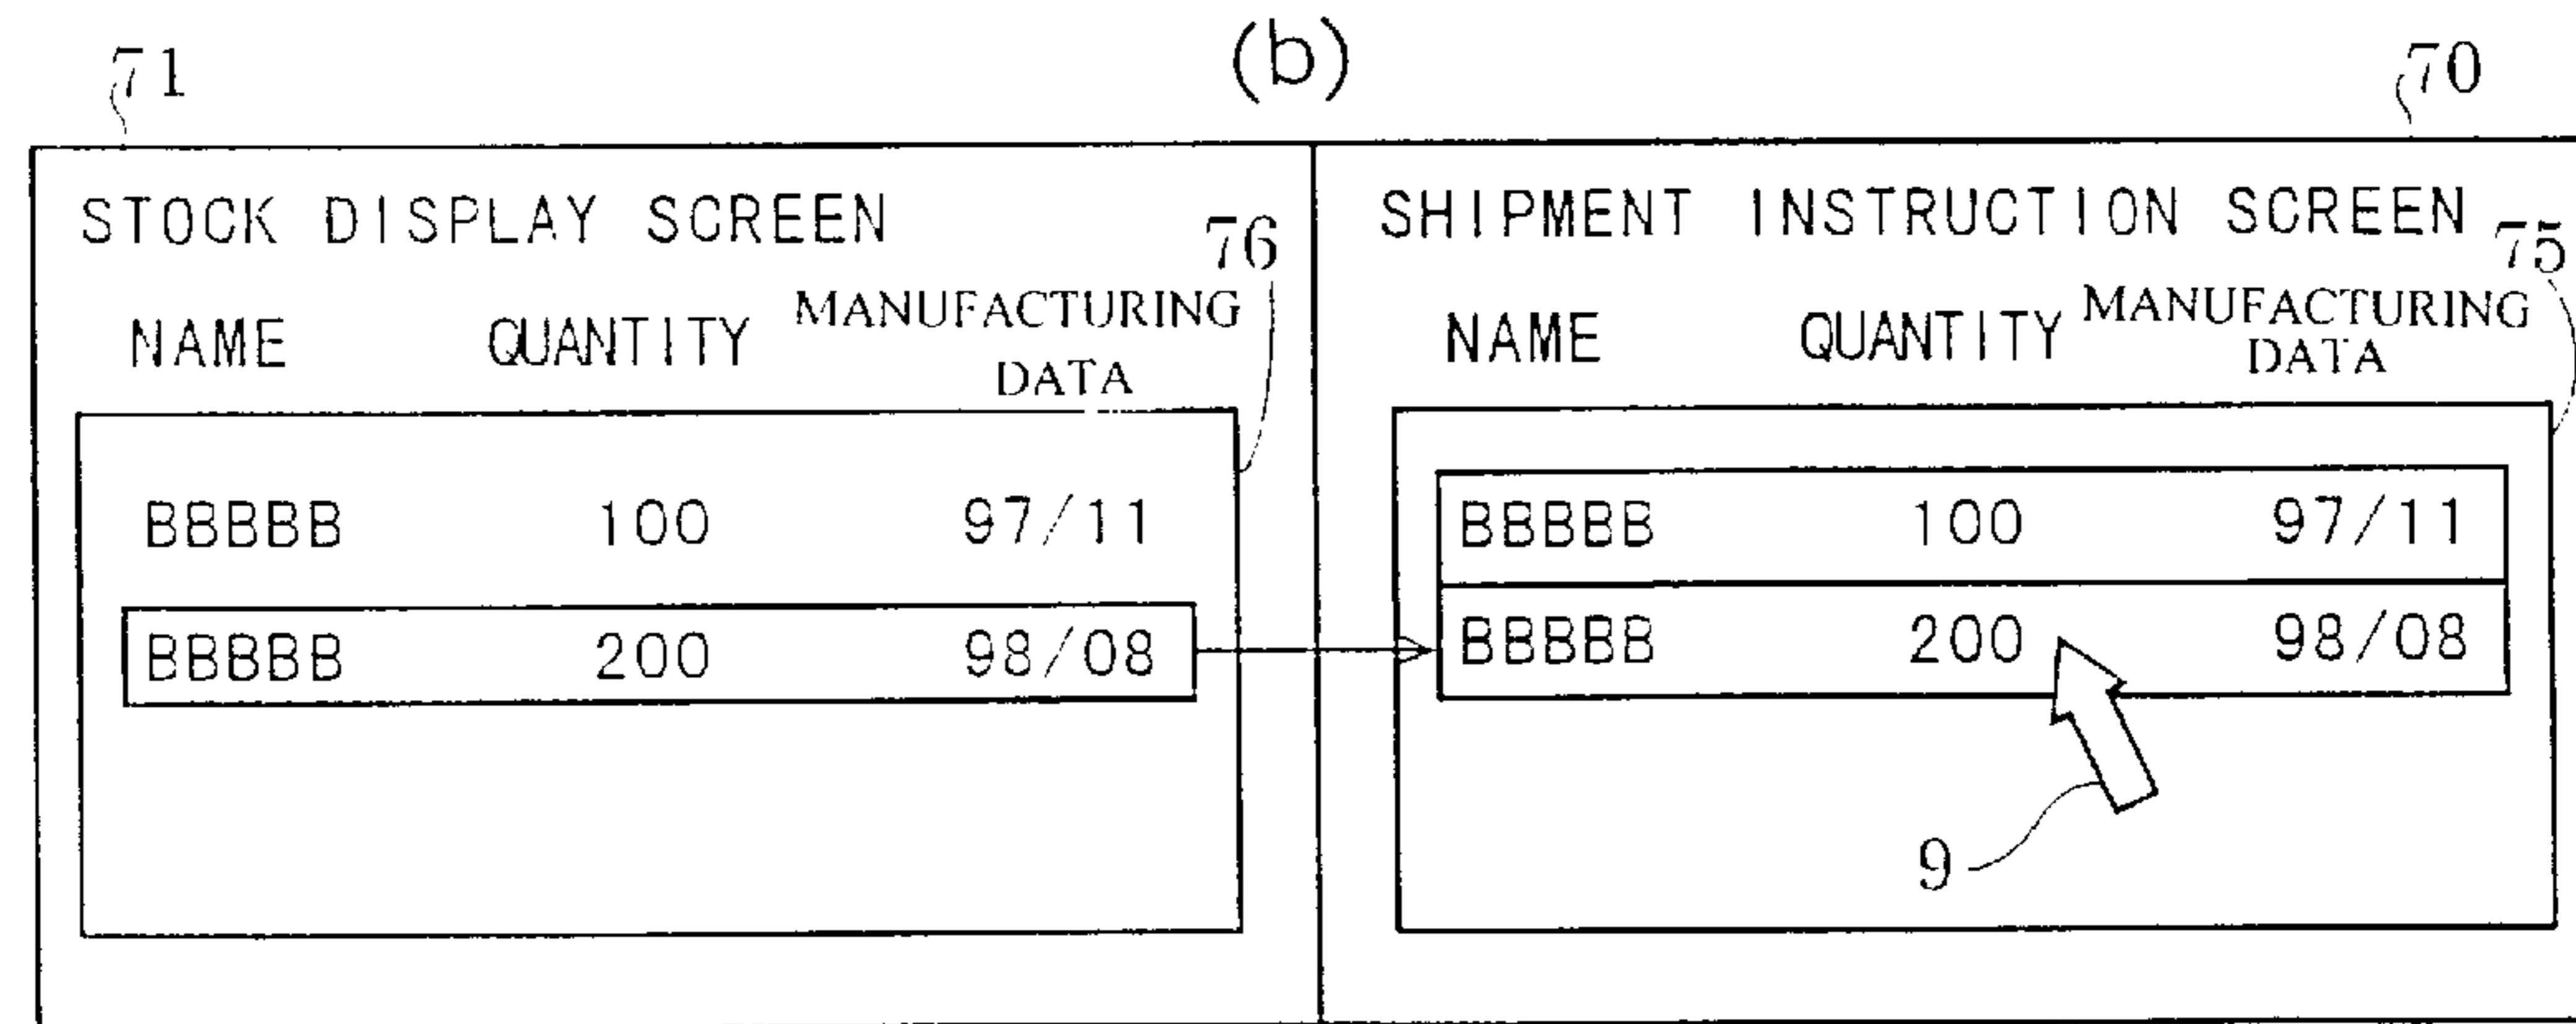 (b)
71
70
STOCK DISPLAY SCREEN
76
NAME QUANTITY MANUFACTURING
DATA
BBBBB 100 97/11
BBBBB 200 98/08
SHIPMENT INSTRUCTION SCREEN
75
NAME QUANTITY MANUFACTURING
DATA
BBBBB 100 97/11
BBBBB 200 98/08
9